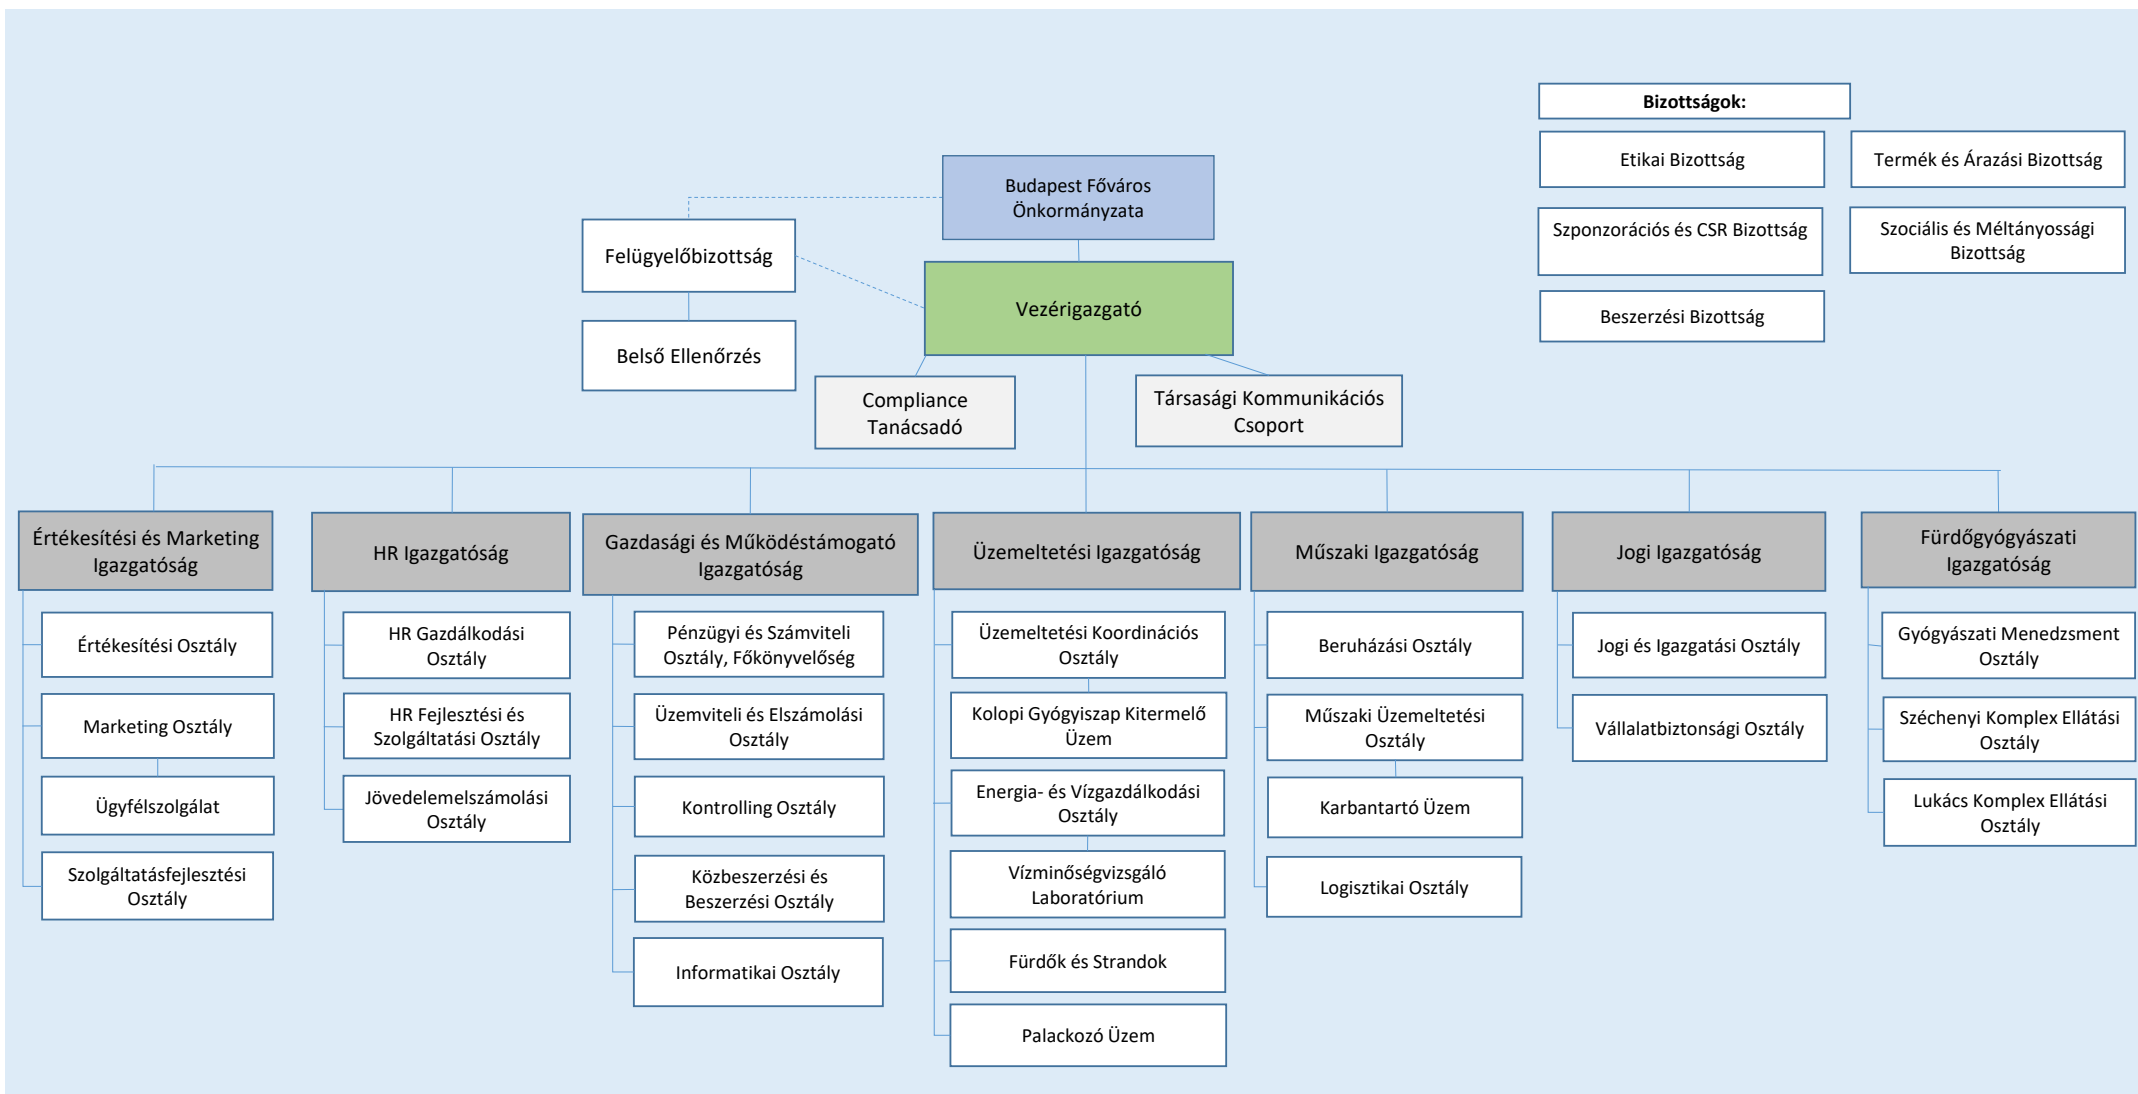 Bizottságok:
Etikai Bizottság
Termék és Árazási Bizottság
Szponzorációs és CSR Bizottság
Szociális és Méltányossági
Bizottság
Beszerzési Bizottság
Budapest Főváros
Önkormányzata
Felügyelőbizottság
Vezérigazgató
Belső Ellenőrzés
Compliance
Tanácsadó
Társasági Kommunikációs
Csoport
Értékesítési és Marketing
Igazgatóság
Értékesítési Osztály
Marketing Osztály
Ügyfélszolgálat
Szolgáltatásfejlesztési
Osztály
HR Igazgatóság
HR Gazdálkodási
Osztály
HR Fejlesztési és
Szolgáltatási Osztály
Jövedelemelszámolási
Osztály
Gazdasági és Működéstámogató
Igazgatóság
Pénzügyi és Számviteli
Osztály, Főkönyvelőség
Üzemviteli és Elszámolási
Osztály
Kontrolling Osztály
Közbeszerzési és
Beszerzési Osztály
Informatikai Osztály
Üzemeltetési Igazgatóság
Üzemeltetési Koordinációs
Osztály
Kolopi Gyógyiszap Kitermelő
Üzem
Energia- és Vízgazdálkodási
Osztály
Vízminőségvizsgáló
Laboratórium
Fürdők és Strandok
Palackozó Üzem
Műszaki Igazgatóság
Beruházási Osztály
Műszaki Üzemeltetési
Osztály
Karbantartó Üzem
Logisztikai Osztály
Jogi Igazgatóság
Jogi és Igazgatási Osztály
Vállalatbiztonsági Osztály
Fürdőgyógyászati
Igazgatóság
Gyógyászati Menedzsment
Osztály
Széchenyi Komplex Ellátási
Osztály
Lukács Komplex Ellátási
Osztály